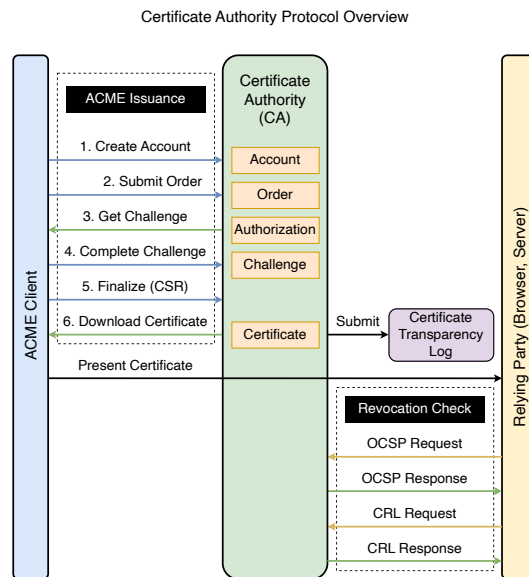 Certificate Authority Protocol Overview
ACME Issuance
Certificate
Authority
(CA)
1. Create Account
Account
2. Submit Order
Order
3. Get Challenge
Authorization
4. Complete Challenge
Challenge
5. Finalize (CSR)
6. Download Certificate
Certificate
Submit
Certificate
Transparency
Log
ACME Client
Relying Party (Browser, Server)
Present Certificate
Revocation Check
OCSP Request
OCSP Response
CRL Request
CRL Response